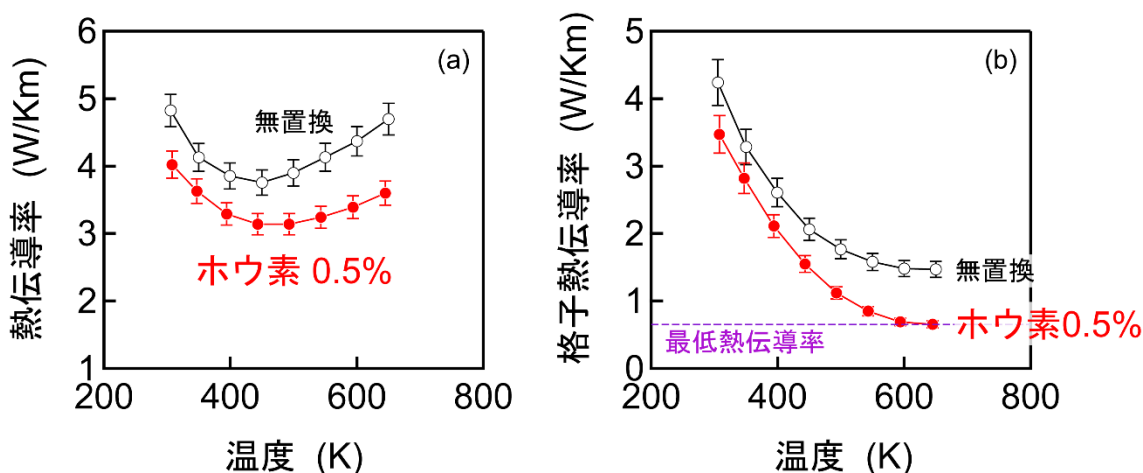 熱伝導率 (W/Km)
6
5
4
3
2
1
(a)
無置換
ホウ素 0.5%
200
400
600
800
温度 (K)
格子熱伝導率 (W/Km)
5
4
3
2
1
0
(b)
無置換
ホウ素0.5%
最低熱伝導率
200
400
600
800
温度 (K)